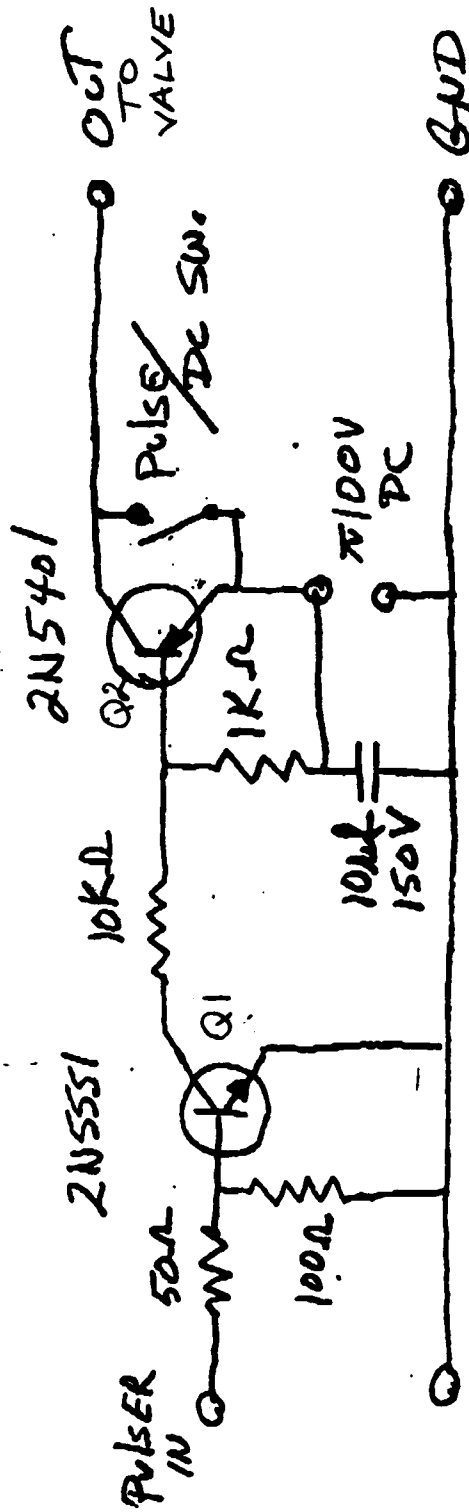 PULSER
IN
50Ω
100Ω
2N5551
Q1
10KΩ
2N5401
Q2
1KΩ
10uf
150V
Pulse/
DC SW.
≈100V
DC
OUT
TO
VALVE
GND